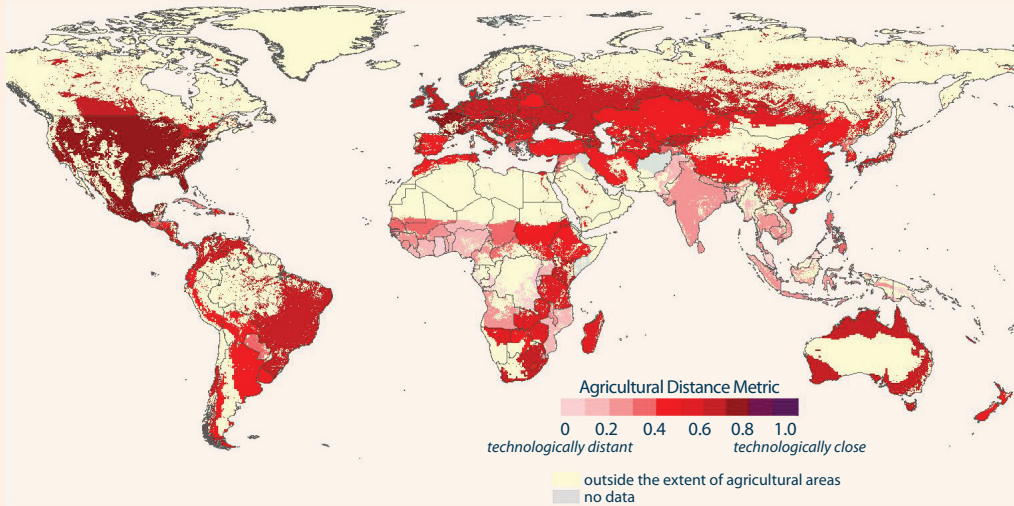 Agricultural Distance Metric
0 0.2 0.4 0.6 0.8 1.0
technologically distant technologically close
outside the extent of agricultural areas
no data